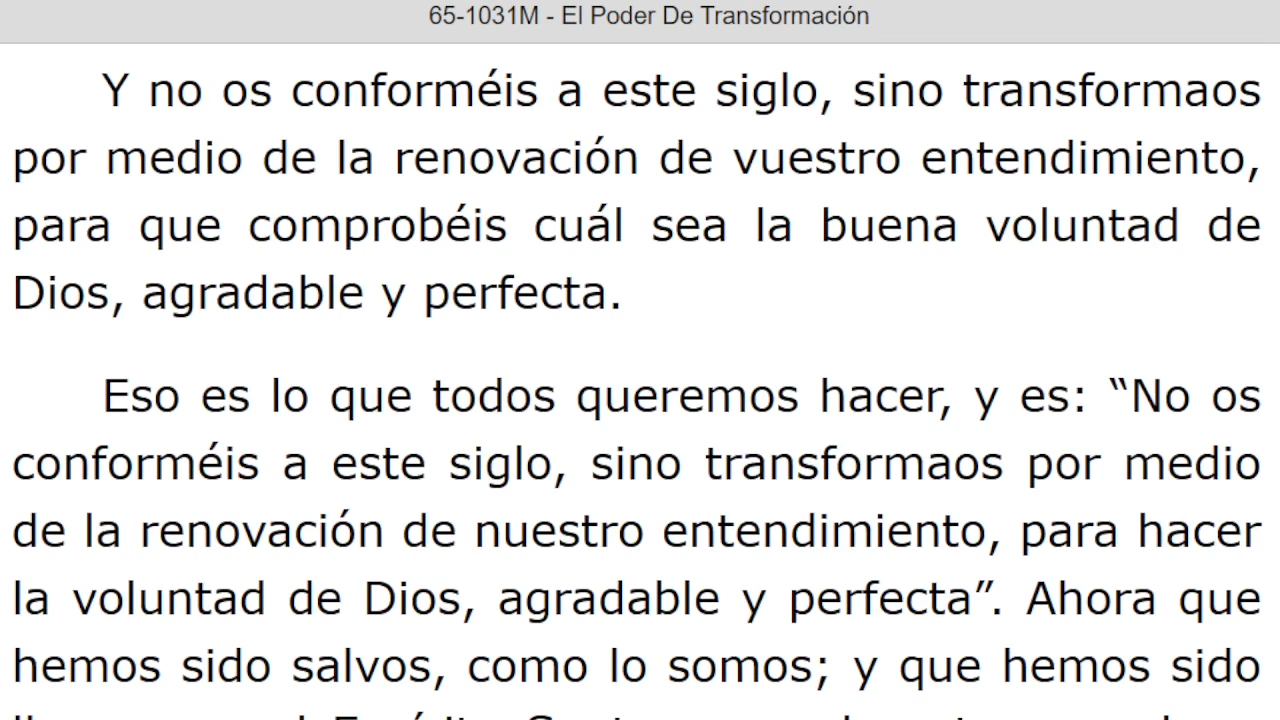 65-1031M - El Poder De Transformación
Y no os conforméis a este siglo, sino transformaos
por medio de la renovación de vuestro entendimiento,
para que comprobéis cuál sea la buena voluntad de
Dios, agradable y perfecta.
Eso es lo que todos queremos hacer, y es: “No os
conforméis a este siglo, sino transformaos por medio
de la renovación de nuestro entendimiento, para hacer
la voluntad de Dios, agradable y perfecta”. Ahora que
hemos sido salvos, como lo somos; y que hemos sido